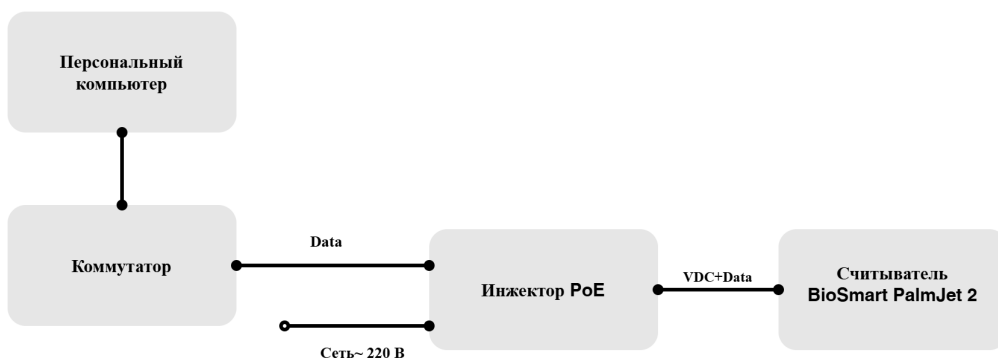 Персональный
компьютер
Коммутатор
Data
Сеть~ 220 В
Инжектор PoE
VDC+Data
Считыватель
BioSmart PalmJet 2